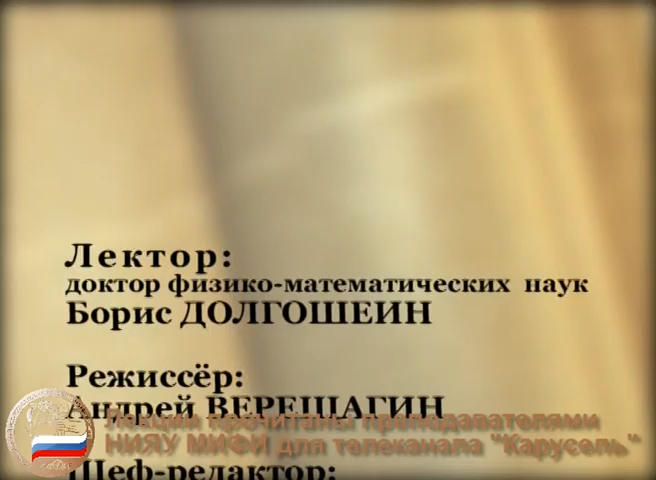 Лектор:
доктор физико-математических наук
Борис ДОЛГОШЕИН
Режиссёр:
Андрей ВЕРЕЩАГИН
Лекции прочитаны преподавателями
НИЯУ МИФИ для телеканала "Карусель"
Шеф-редактор: